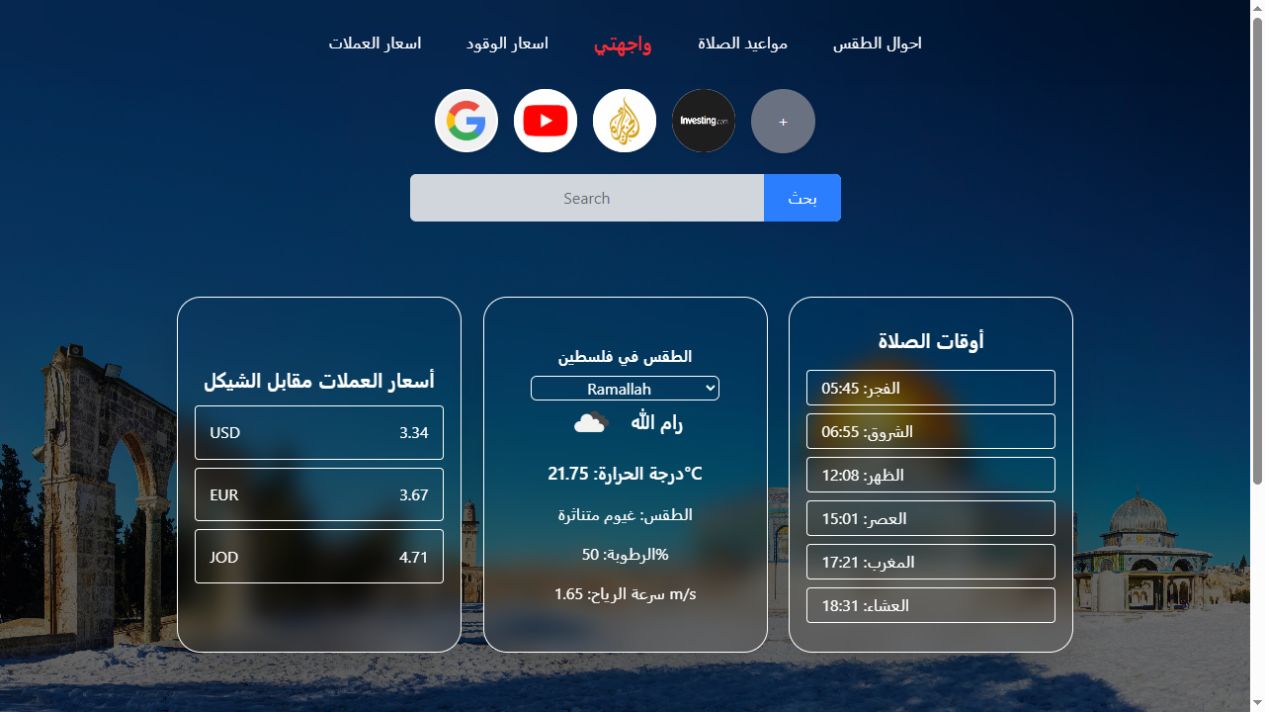 احوال الطقس
مواعيد الصلاة
واجهتي
اسعار الوقود
اسعار العملات
Investing.com
+
Search
بحث
أوقات الصلاة
الفجر: 05:45
الشروق: 06:55
الظهر: 12:08
العصر: 15:01
المغرب: 17:21
العشاء: 18:31
الطقس في فلسطين
Ramallah
رام الله
درجة الحرارة: 21.75°C
الطقس: غيوم متناثرة
الرطوبة: 50%
سرعة الرياح: 1.65 m/s
أسعار العملات مقابل الشيكل
USD 3.34
EUR 3.67
JOD 4.71